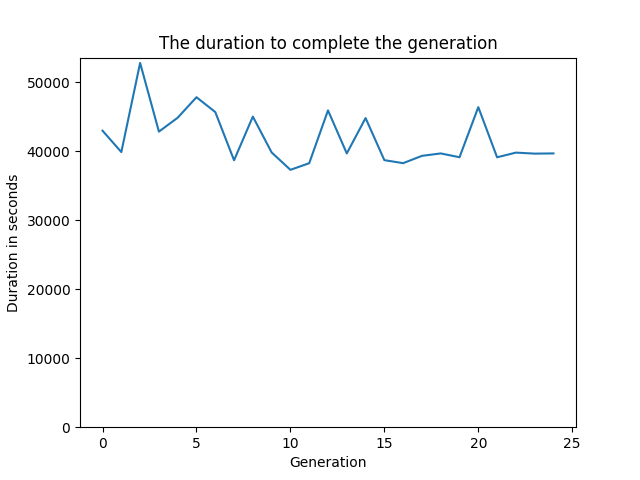 The duration to complete the generation
Duration in seconds
50000
40000
30000
20000
10000
0
0 5 10 15 20 25
Generation